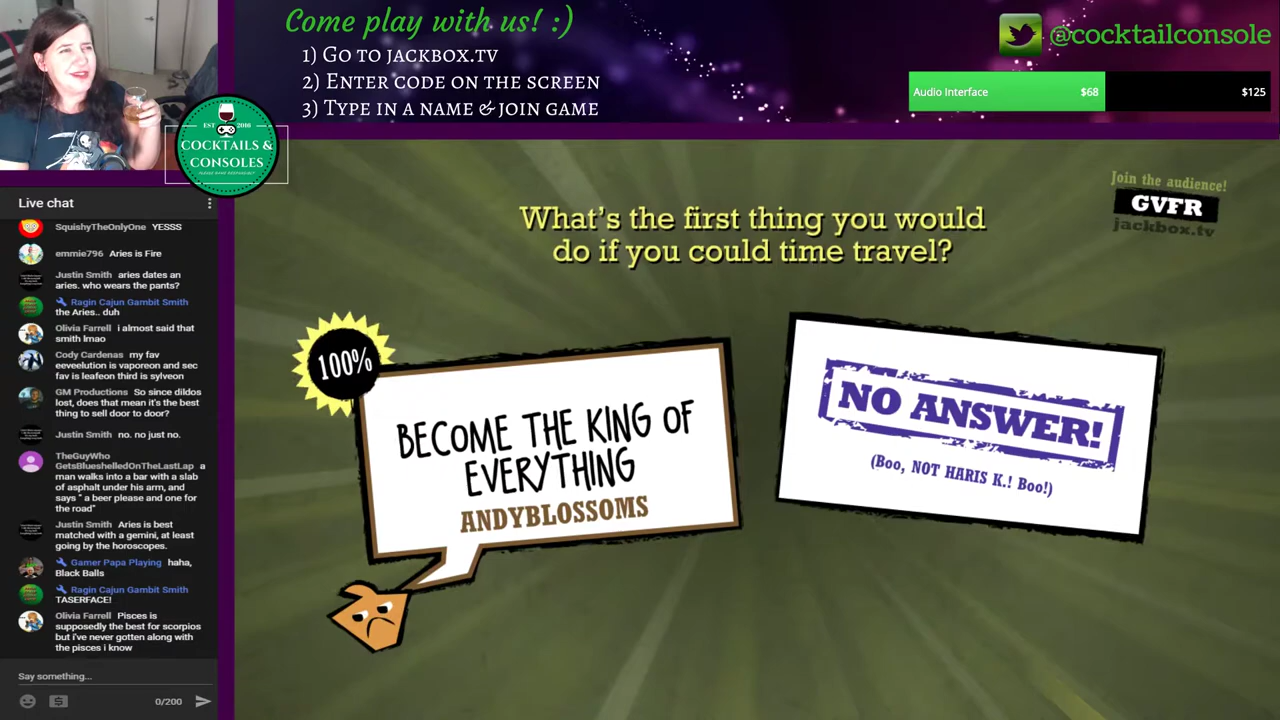 Come play with us! :)
1) Go to jackbox.tv
2) Enter code on the screen
3) Type in a name & join game
@cocktailconsole
Audio Interface $68 $125
EST 2010
COCKTAILS &
CONSOLES
Live chat
SquishyTheOnlyOne YESSS
emmie796 Aries is Fire
Justin Smith aries dates an
aries. who wears the pants?
Ragin Cajun Gambit Smith
the Aries.. duh
Olivia Farrell i almost said that
smith lmao
Cody Cardenas my fav
eeveelution is vaporeon and sec
fav is leafeon third is sylveon
GM Productions So since dildos
lost, does that mean it's the best
thing to sell door to door?
Justin Smith no. no just no.
TheGuyWho
GetsBlueshelledOnTheLastLap a
man walks into a bar with a slab
of asphalt under his arm, and
says " a beer please and one for
the road"
Justin Smith Aries is best
matched with a gemini, at least
going by the horoscopes.
Gamer Papa Playing haha,
Black Balls
Ragin Cajun Gambit Smith
TASERFACE!
Olivia Farrell Pisces is
supposedly the best for scorpios
but i've never gotten along with
the pisces i know
Say something...
0/200
Join the audience!
GVFR
jackbox.tv
What's the first thing you would
do if you could time travel?
100%
BECOME THE KING OF
EVERYTHING
ANDYBLOSSOMS
NO ANSWER!
(Boo, NOT HARIS K.! Boo!)